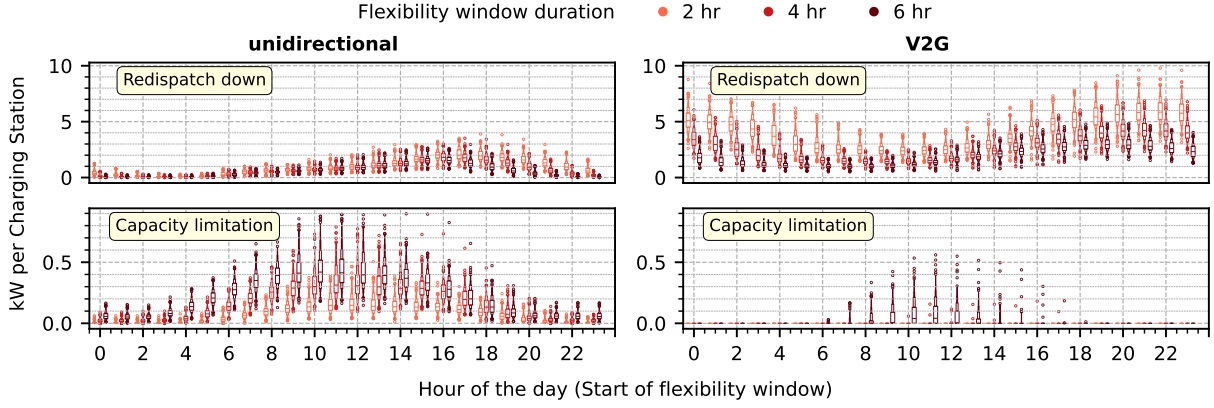 Flexibility window duration 2 hr 4 hr 6 hr
unidirectional V2G
kW per Charging Station
10 Redispatch down 10 Redispatch down
5 5
0 0
Capacity limitation Capacity limitation
0.5 0.5
0.0 0.0
0 2 4 6 8 10 12 14 16 18 20 22 0 2 4 6 8 10 12 14 16 18 20 22
Hour of the day (Start of flexibility window)